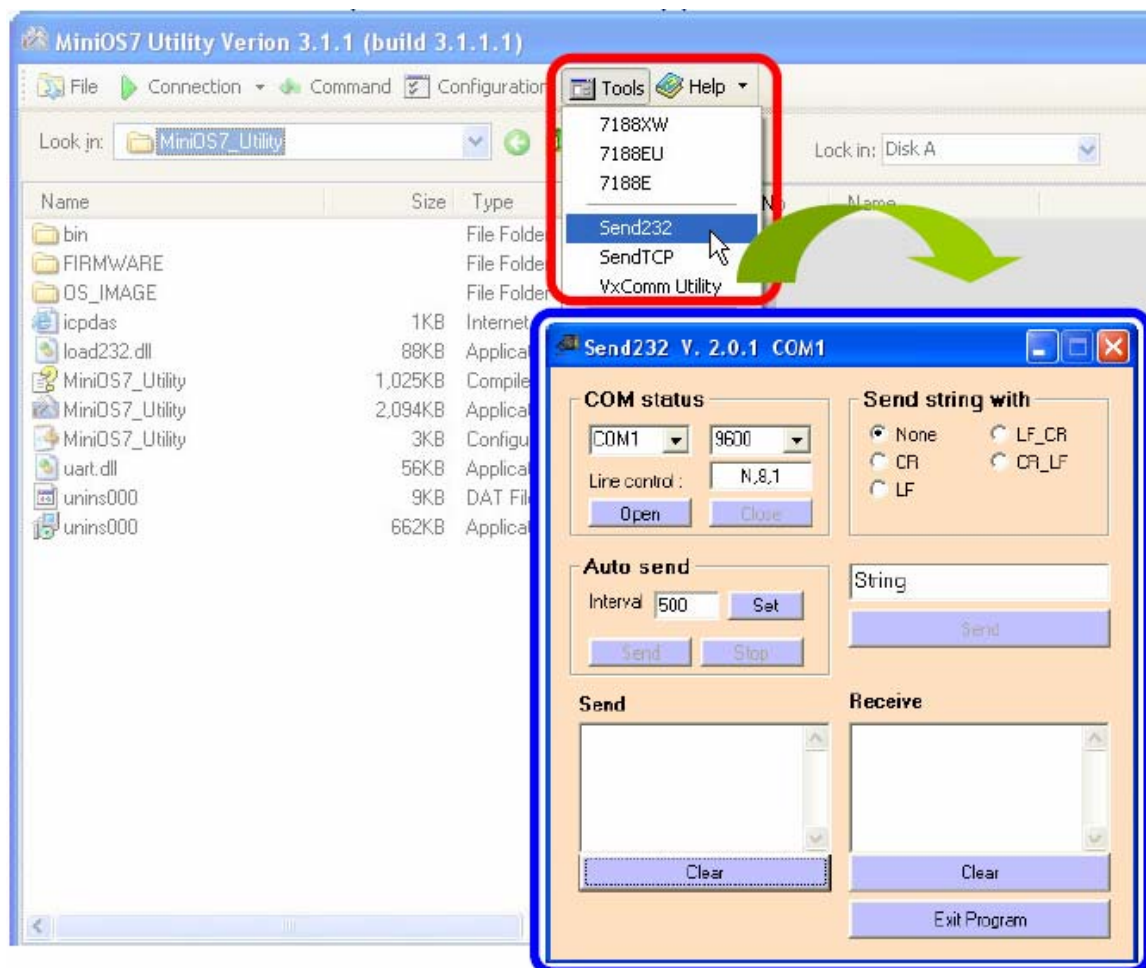 MiniOS7 Utility Verion 3.1.1 (build 3.1.1.1)
File Connection Command Configuration Tools Help
7188XW
7188EU
7188E
Send232
SendTCP
VxComm Utility
Look in: MiniOS7_Utility
Lock in: Disk A
Name Size Type No Name
bin File Folde
FIRMWARE File Folde
OS_IMAGE File Folde
icpdas 1KB Internet
load232.dll 88KB Applica
MiniOS7_Utility 1,025KB Compile
MiniOS7_Utility 2,094KB Applica
MiniOS7_Utility 3KB Configu
uart.dll 56KB Applica
unins000 9KB DAT File
unins000 662KB Applica
Send232 V. 2.0.1 COM1
COM status
COM1 9600
Line control : N,8,1
Open Close
Send string with
None LF_CR
CR CR_LF
LF
Auto send
Interval 500 Set
Send Stop
String
Send
Send
Clear
Receive
Clear
Exit Program